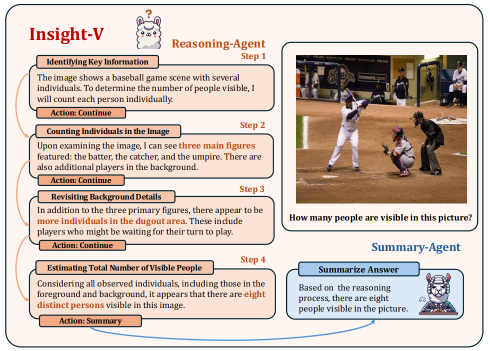 Insight-V
?
Reasoning-Agent
Step 1
Identifying Key Information
The image shows a baseball game scene with several
individuals. To determine the number of people visible, I
will count each person individually.
Action: Continue
Step 2
Counting Individuals in the Image
Upon examining the image, I can see three main figures
featured: the batter, the catcher, and the umpire. There are
also additional players in the background.
Action: Continue
Step 3
Revisiting Background Details
In addition to the three primary figures, there appear to be
more individuals in the dugout area. These include
players who might be waiting for their turn to play.
Action: Continue
Step 4
Estimating Total Number of Visible People
Considering all observed individuals, including those in the
foreground and background, it appears that there are eight
distinct persons visible in this image.
Action: Summary
How many people are visible in this picture?
Summary-Agent
Summarize Answer
Based on the reasoning
process, there are eight
people visible in the picture.